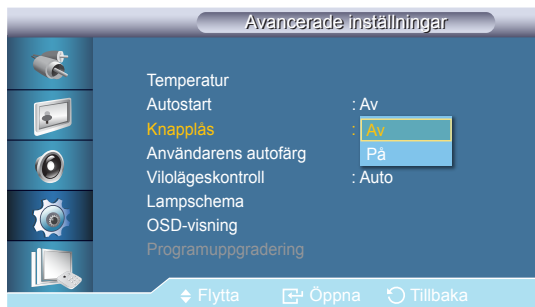 Avancerade inställningar
Temperatur
Autostart : Av
Knapplås : Av
På
Användarens autofärg
Vilolägeskontroll : Auto
Lampschema
OSD-visning
Programuppgradering
Flytta Öppna Tillbaka